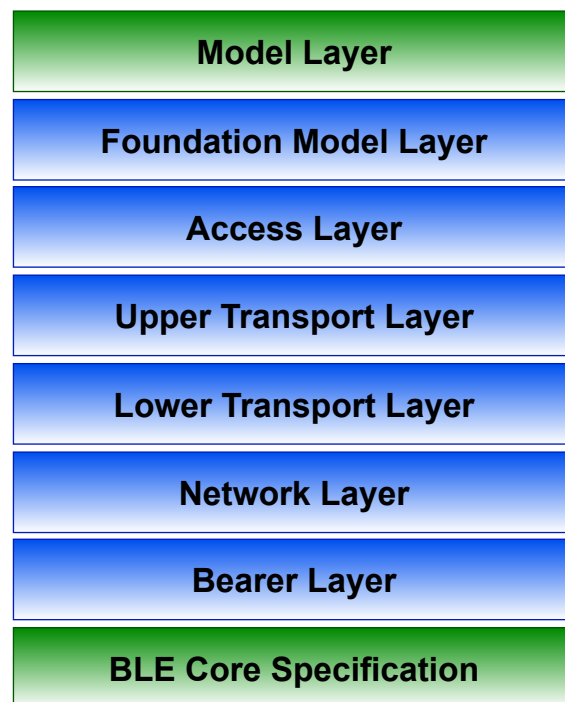 Model Layer
Foundation Model Layer
Access Layer
Upper Transport Layer
Lower Transport Layer
Network Layer
Bearer Layer
BLE Core Specification